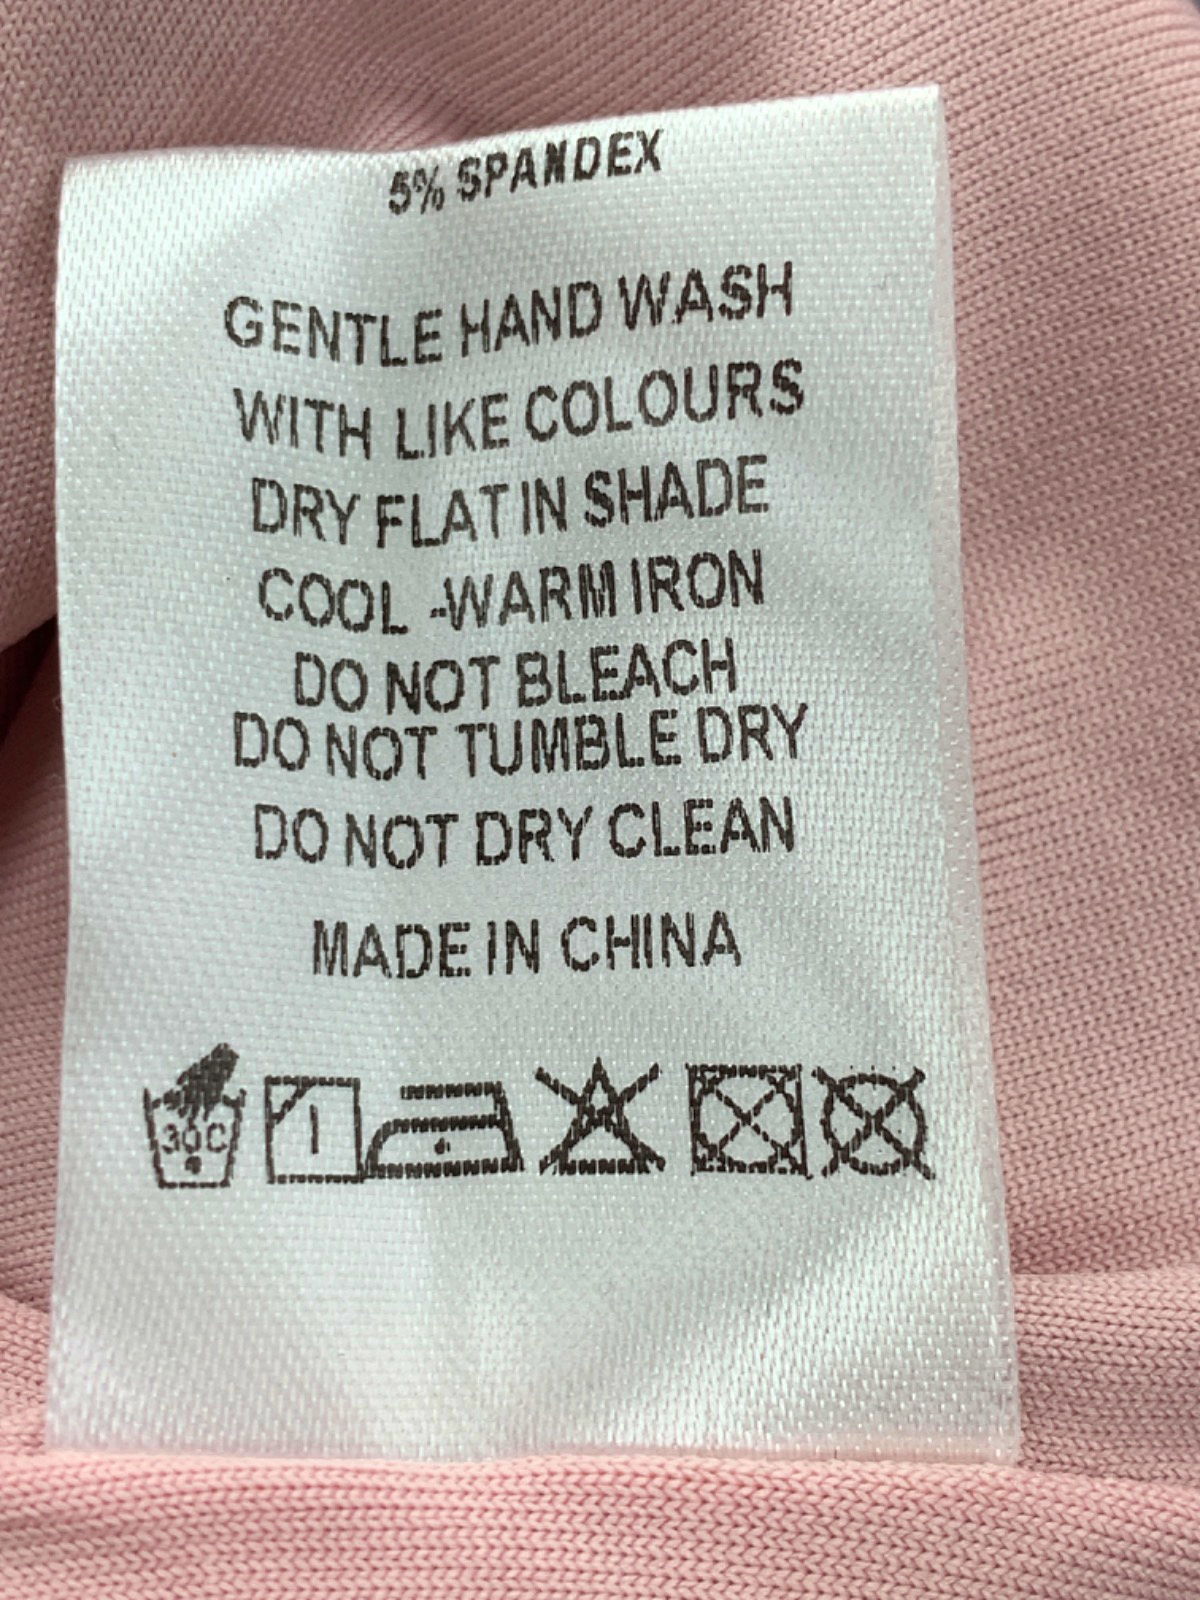 5% SPANDEX
GENTLE HAND WASH
WITH LIKE COLOURS
DRY FLAT IN SHADE
COOL -WARM IRON
DO NOT BLEACH
DO NOT TUMBLE DRY
DO NOT DRY CLEAN
MADE IN CHINA
30C